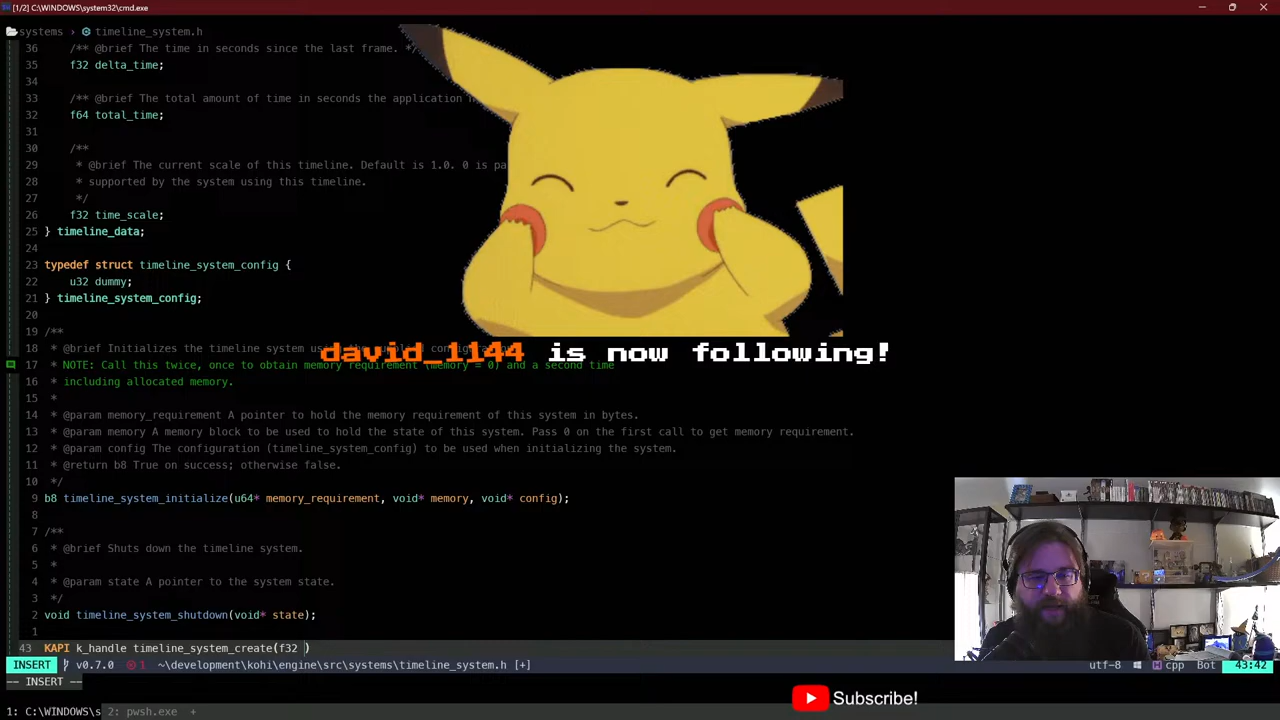 [1/2] C:\WINDOWS\system32\cmd.exe
systems > timeline_system.h
36 /** @brief The time in seconds since the last frame. */
35 f32 delta_time;
34
33 /** @brief The total amount of time in seconds the application
32 f64 total_time;
31
30 /**
29 * @brief The current scale of this timeline. Default is 1.0. 0 is pa
28 * supported by the system using this timeline.
27 */
26 f32 time_scale;
25 } timeline_data;
24
23 typedef struct timeline_system_config {
22 u32 dummy;
21 } timeline_system_config;
20
19 /**
18 * @brief Initializes the timeline system
david_1144 is now following!
17 * NOTE: Call this twice, once to obtain memory requirement (memory = 0) and a second time
16 * including allocated memory.
15 *
14 * @param memory_requirement A pointer to hold the memory requirement of this system in bytes.
13 * @param memory A memory block to be used to hold the state of this system. Pass 0 on the first call to get memory requirement.
12 * @param config The configuration (timeline_system_config) to be used when initializing the system.
11 * @return b8 True on success; otherwise false.
10 */
9 b8 timeline_system_initialize(u64* memory_requirement, void* memory, void* config);
8
7 /**
6 * @brief Shuts down the timeline system.
5 *
4 * @param state A pointer to the system state.
3 */
2 void timeline_system_shutdown(void* state);
1
43 KAPI k_handle timeline_system_create(f32 )
INSERT v0.7.0 1 ~\development\kohi\engine\src\systems\timeline_system.h [+] utf-8 cpp Bot 43:42
-- INSERT --
Subscribe!
1: C:\WINDOWS\s 2: pwsh.exe +